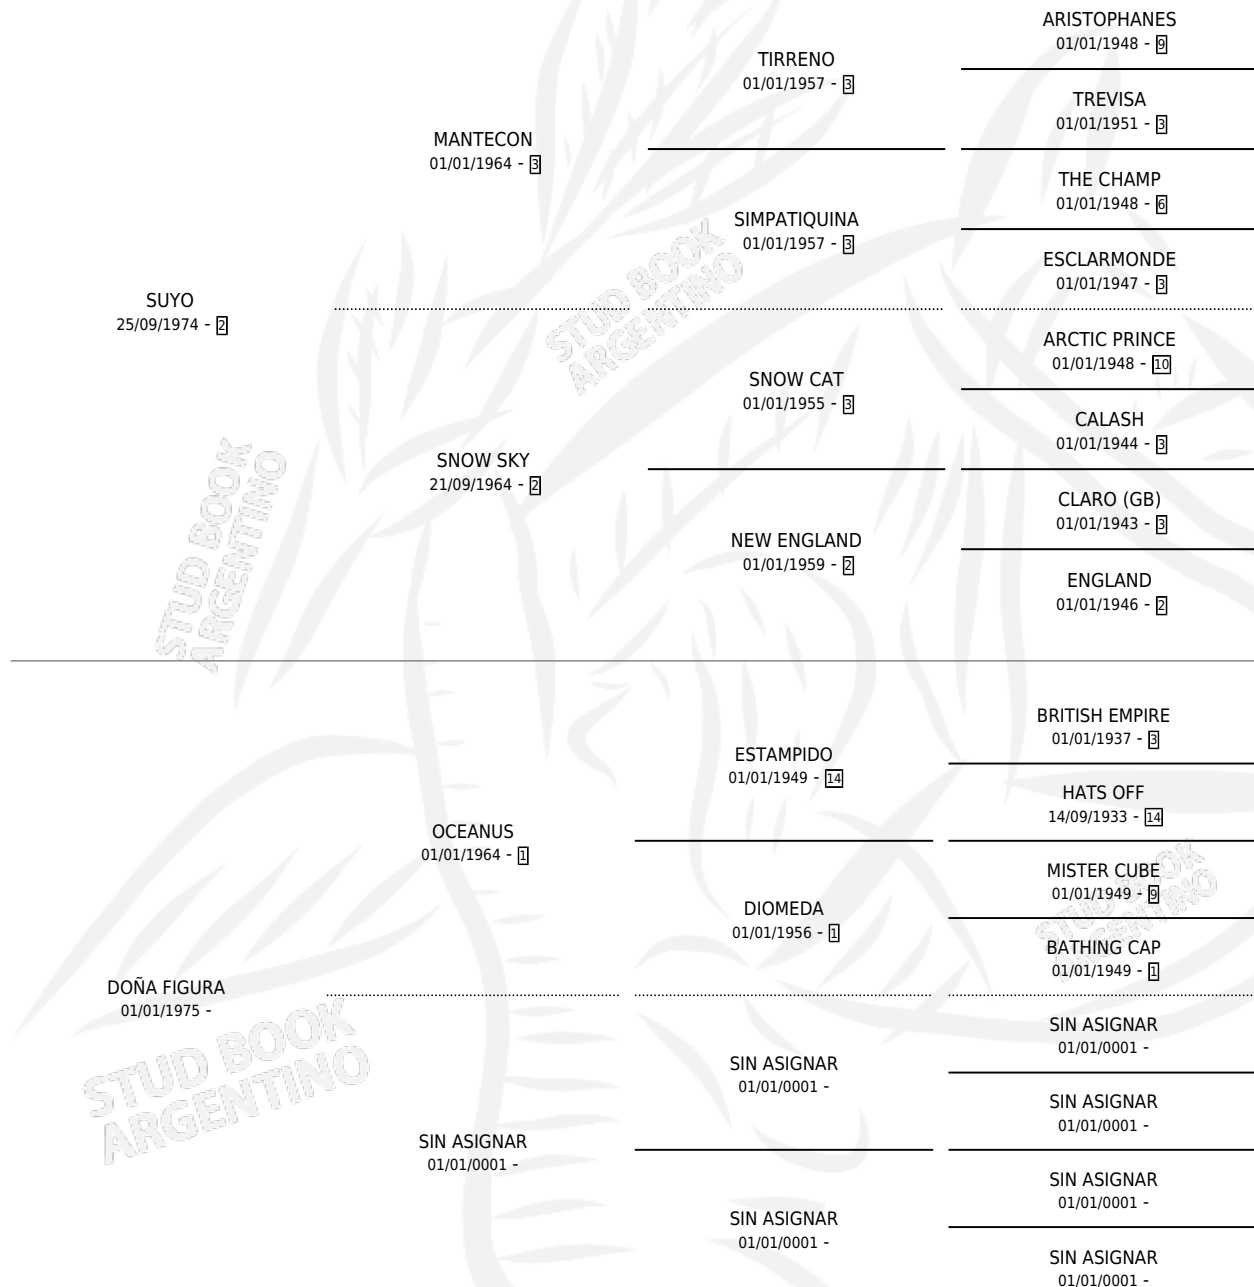 ARISTOPHANES
01/01/1948 - 9
TIRRENO
01/01/1957 - 3
TREVISA
01/01/1951 - 3
MANTECON
01/01/1964 - 3
THE CHAMP
01/01/1948 - 6
SIMPATIQUINA
01/01/1957 - 3
ESCLARMONDE
01/01/1947 - 3
SUYO
25/09/1974 - 2
ARCTIC PRINCE
01/01/1948 - 10
SNOW CAT
01/01/1955 - 3
CALASH
01/01/1944 - 3
SNOW SKY
21/09/1964 - 2
CLARO (GB)
01/01/1943 - 3
NEW ENGLAND
01/01/1959 - 2
ENGLAND
01/01/1946 - 2
BRITISH EMPIRE
01/01/1937 - 3
ESTAMPIDO
01/01/1949 - 14
HATS OFF
14/09/1933 - 14
OCEANUS
01/01/1964 - 1
MISTER CUBE
01/01/1949 - 9
DIOMEDA
01/01/1956 - 1
BATHING CAP
01/01/1949 - 1
DOÑA FIGURA
01/01/1975 -
SIN ASIGNAR
01/01/0001 -
SIN ASIGNAR
01/01/0001 -
SIN ASIGNAR
01/01/0001 -
SIN ASIGNAR
01/01/0001 -
SIN ASIGNAR
01/01/0001 -
SIN ASIGNAR
01/01/0001 -
SIN ASIGNAR
01/01/0001 -
STUD BOOK
ARGENTINO
STUD BOOK
ARGENTINO
STUD BOOK
ARGENTINO
STUD BOOK
ARGENTINO